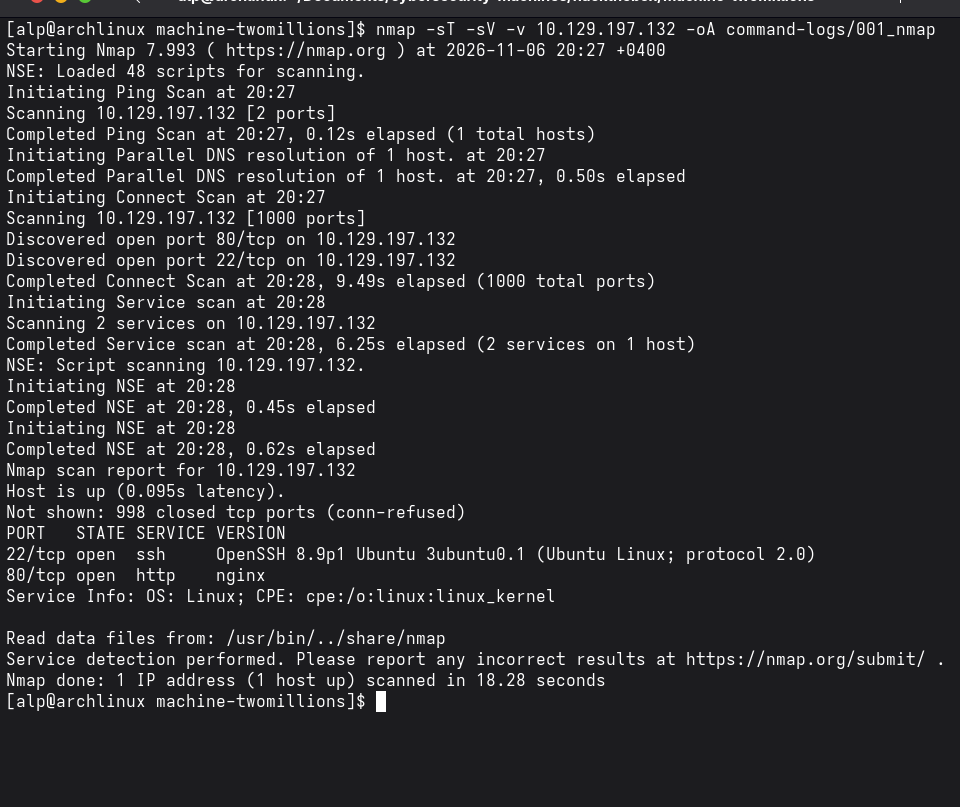 [alp@archlinux machine-twomillions]$ nmap -sT -sV -v 10.129.197.132 -oA command-logs/001_nmap
Starting Nmap 7.993 ( https://nmap.org ) at 2026-11-06 20:27 +0400
NSE: Loaded 48 scripts for scanning.
Initiating Ping Scan at 20:27
Scanning 10.129.197.132 [2 ports]
Completed Ping Scan at 20:27, 0.12s elapsed (1 total hosts)
Initiating Parallel DNS resolution of 1 host. at 20:27
Completed Parallel DNS resolution of 1 host. at 20:27, 0.50s elapsed
Initiating Connect Scan at 20:27
Scanning 10.129.197.132 [1000 ports]
Discovered open port 80/tcp on 10.129.197.132
Discovered open port 22/tcp on 10.129.197.132
Completed Connect Scan at 20:28, 9.49s elapsed (1000 total ports)
Initiating Service scan at 20:28
Scanning 2 services on 10.129.197.132
Completed Service scan at 20:28, 6.25s elapsed (2 services on 1 host)
NSE: Script scanning 10.129.197.132.
Initiating NSE at 20:28
Completed NSE at 20:28, 0.45s elapsed
Initiating NSE at 20:28
Completed NSE at 20:28, 0.62s elapsed
Nmap scan report for 10.129.197.132
Host is up (0.095s latency).
Not shown: 998 closed tcp ports (conn-refused)
PORT   STATE SERVICE VERSION
22/tcp open  ssh     OpenSSH 8.9p1 Ubuntu 3ubuntu0.1 (Ubuntu Linux; protocol 2.0)
80/tcp open  http    nginx
Service Info: OS: Linux; CPE: cpe:/o:linux:linux_kernel

Read data files from: /usr/bin/../share/nmap
Service detection performed. Please report any incorrect results at https://nmap.org/submit/ .
Nmap done: 1 IP address (1 host up) scanned in 18.28 seconds
[alp@archlinux machine-twomillions]$